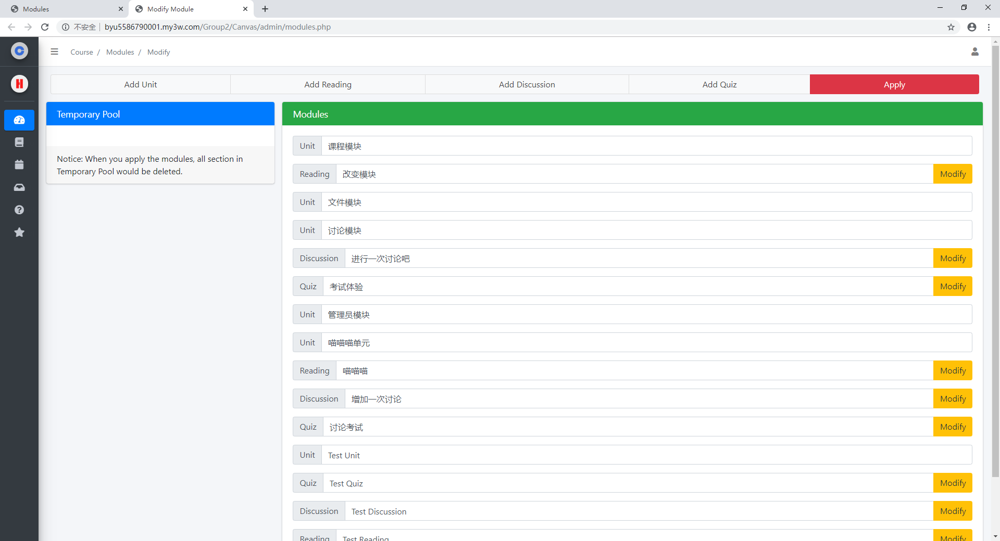 Modules
Modify Module
不安全 byu5586790001.my3w.com/Group2/Canvas/admin/modules.php
Course / Modules / Modify
Add Unit Add Reading Add Discussion Add Quiz Apply
Temporary Pool
Notice: When you apply the modules, all section in
Temporary Pool would be deleted.
Modules
Unit 课程模块
Reading 改变模块 Modify
Unit 文件模块
Unit 讨论模块
Discussion 进行一次讨论吧 Modify
Quiz 考试体验 Modify
Unit 管理员模块
Unit 喵喵喵单元
Reading 喵喵喵 Modify
Discussion 增加一次讨论 Modify
Quiz 讨论考试 Modify
Unit Test Unit
Quiz Test Quiz Modify
Discussion Test Discussion Modify
Reading Test Reading Modify